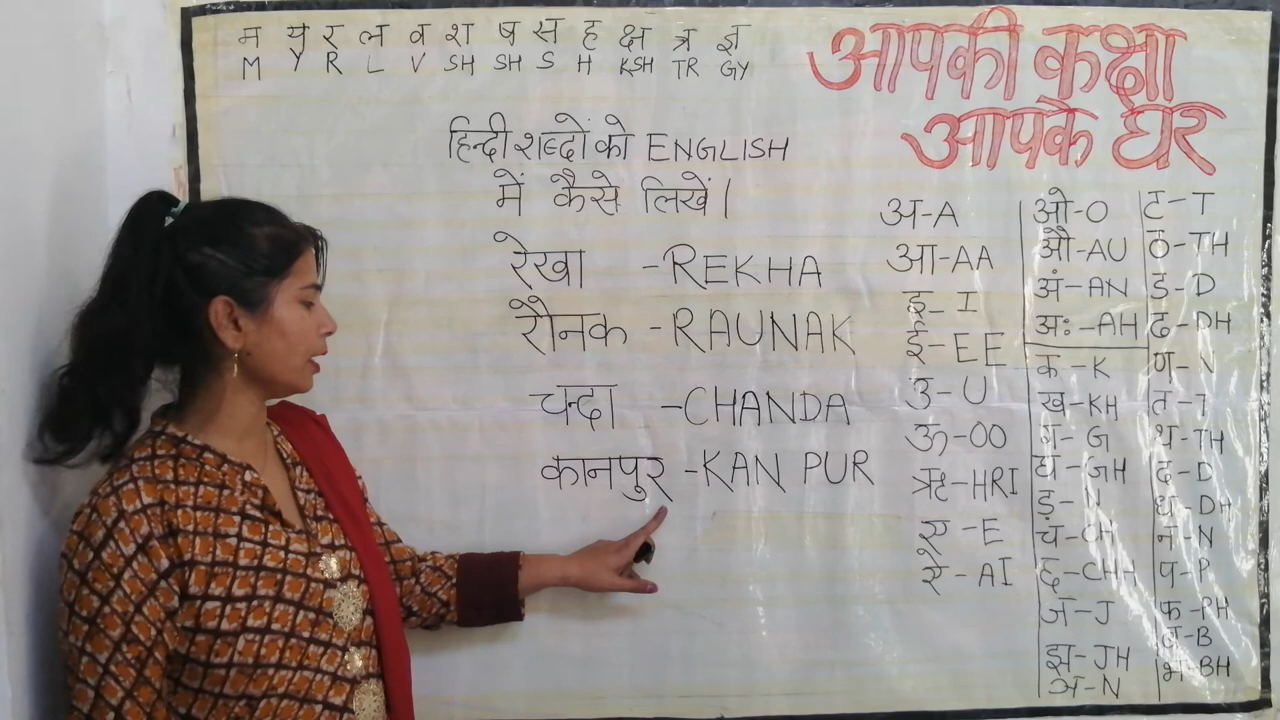 म य र ल व श ष स ह क्ष त्र ज्ञ
M Y R L V SH SH S H KSH TR GY
आपकी कक्षा
आपके घर
हिन्दी शब्दों को ENGLISH
में कैसे लिखें।
रेखा -REKHA
रौनक -RAUNAK
चन्दा -CHANDA
कानपुर -KAN PUR
अ-A
आ-AA
इ-I
ई-EE
उ-U
ऊ-OO
ऋ-HRI
ए-E
ऐ-AI
ओ-O
औ-AU
अं-AN
अः-AH
क-K
ख-KH
ग-G
घ-GH
ङ-N
च-CH
छ-CHH
ज-J
झ-JH
ञ-N
ट-T
ठ-TH
ड-D
ढ-DH
ण-N
त-T
थ-TH
द-D
ध-DH
न-N
प-P
फ-PH
ब-B
भ-BH